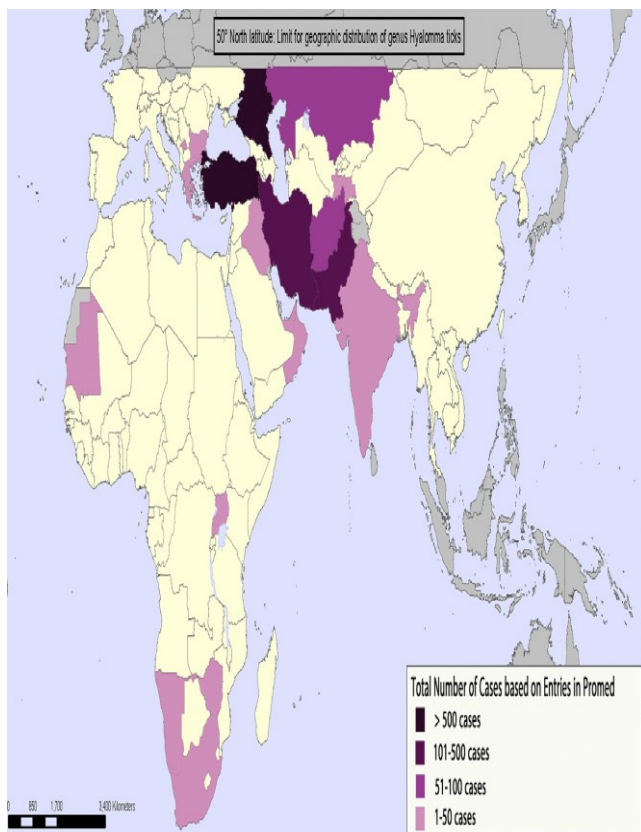 50° North latitude: Limit for geographic distribution of genus Hyalomma ticks
Total Number of Cases based on Entries in Promed
> 500 cases
101-500 cases
51-100 cases
1-50 cases
0 850 1,700 3,400 Kilometers